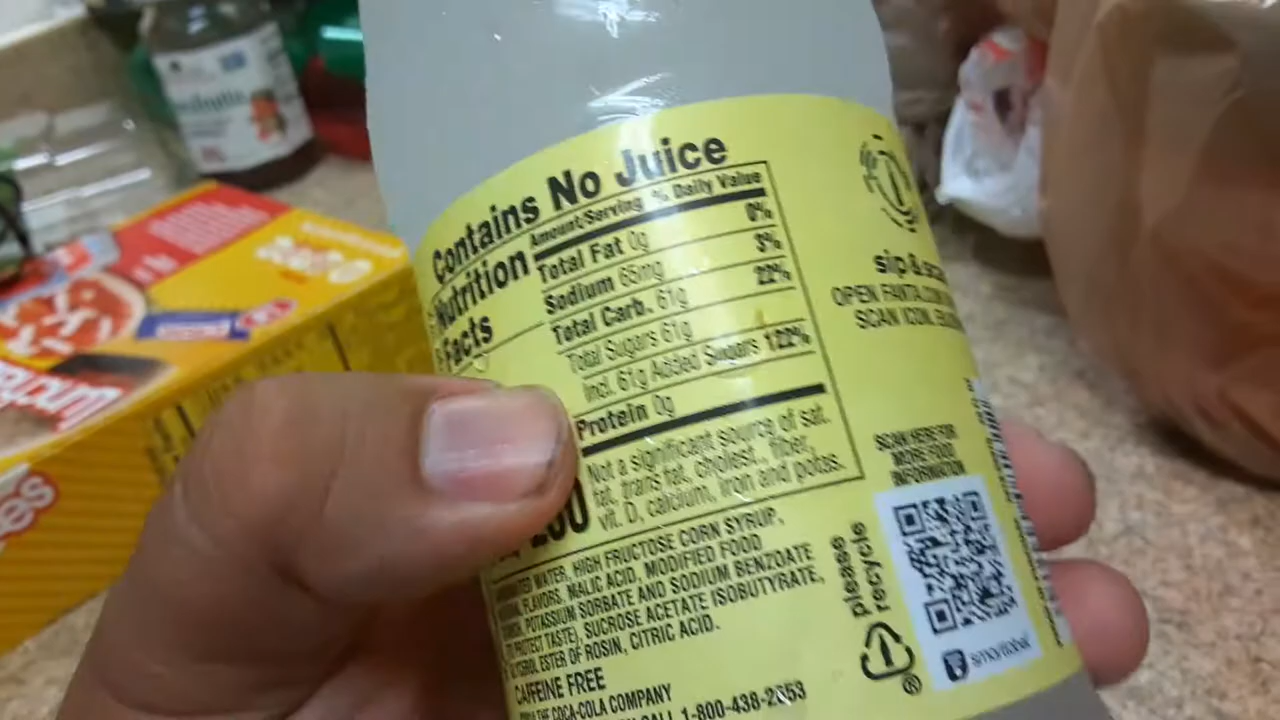 Contains No Juice
Nutrition
Facts
Amount/Serving % Daily Value
Total Fat 0g 0%
Sodium 65mg 3%
Total Carb. 61g 22%
Total Sugars 61g
Incl. 61g Added Sugars 122%
Protein 0g
Not a significant source of sat.
fat, trans fat, cholest., fiber,
vit. D, calcium, iron and potas.
WATER, HIGH FRUCTOSE CORN SYRUP,
FLAVORS, MALIC ACID, MODIFIED FOOD
POTASSIUM SORBATE AND SODIUM BENZOATE
PROTECT TASTE), SUCROSE ACETATE ISOBUTYRATE,
ESTER OF ROSIN, CITRIC ACID.
CAFFEINE FREE
THE COCA-COLA COMPANY
CALL 1-800-438-2653
sip &
OPEN FANTA.COM
SCAN ICON,
SCAN HERE FOR
MORE FOOD
INFORMATION
please
recycle
smartlabel